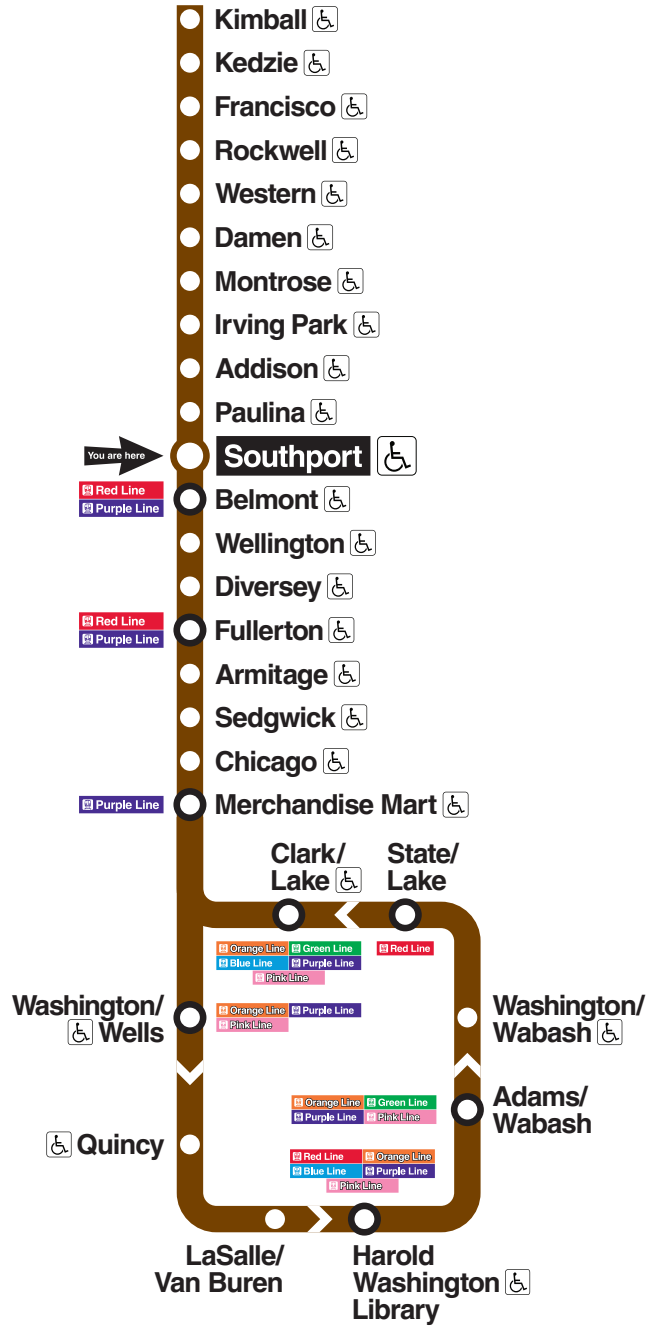 Kimball
Kedzie
Francisco
Rockwell
Western
Damen
Montrose
Irving Park
Addison
Paulina
You are here
Southport
Red Line
Purple Line
Belmont
Wellington
Diversey
Red Line
Purple Line
Fullerton
Armitage
Sedgwick
Chicago
Purple Line
Merchandise Mart
Clark/
Lake
State/
Lake
Orange Line Green Line
Blue Line Purple Line
Pink Line
Red Line
Washington/
Wells
Orange Line Purple Line
Pink Line
Washington/
Wabash
Orange Line Green Line
Purple Line Pink Line
Adams/
Wabash
Quincy
Red Line Orange Line
Blue Line Purple Line
Pink Line
LaSalle/
Van Buren
Harold
Washington
Library